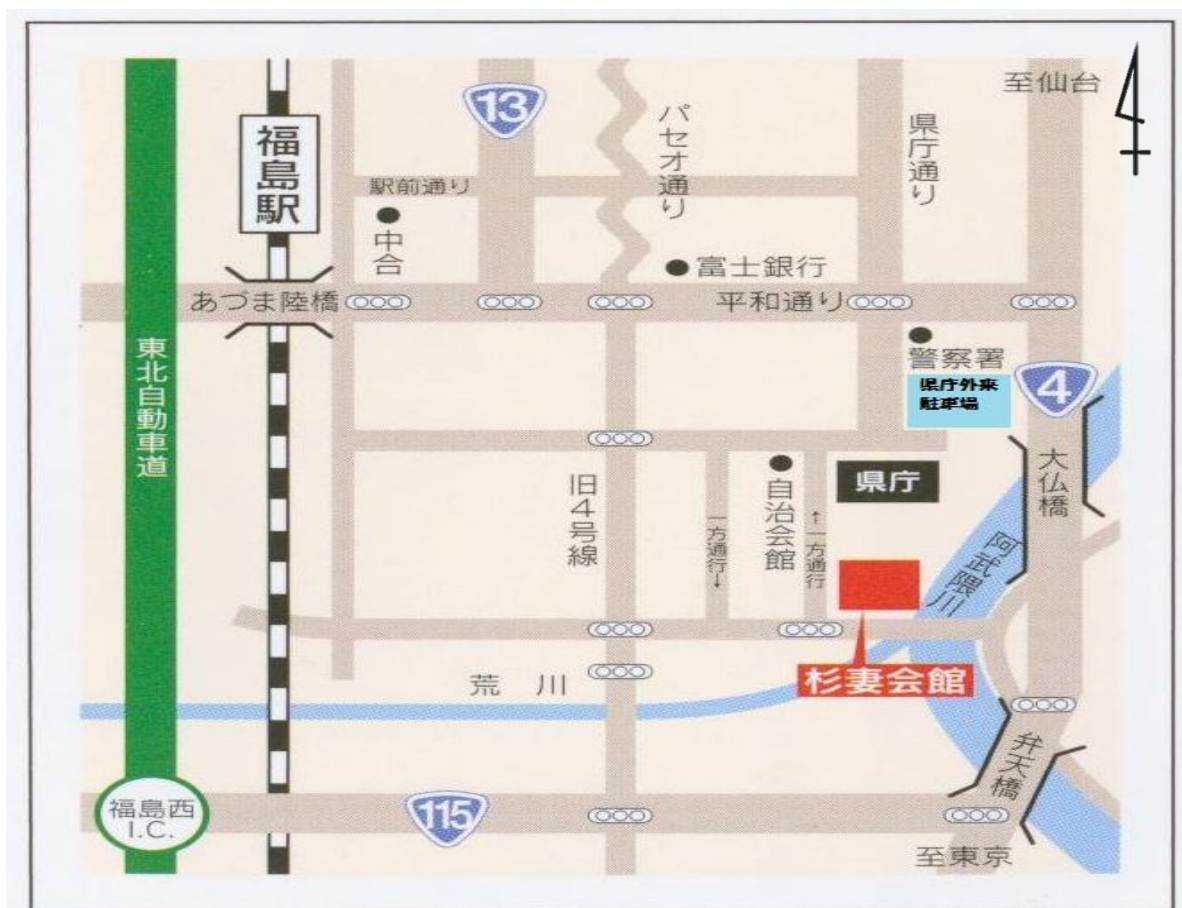 至仙台
13
パセオ通り
県庁通り
福島駅
駅前通り
中合
富士銀行
あづま陸橋
平和通り
東北自動車道
警察署
県庁外来
駐車場
4
大仏橋
旧4号線
一方通行↓
自治会館
↑一方通行
県庁
阿武隈川
杉妻会館
荒川
弁天橋
福島西
I.C.
115
至東京